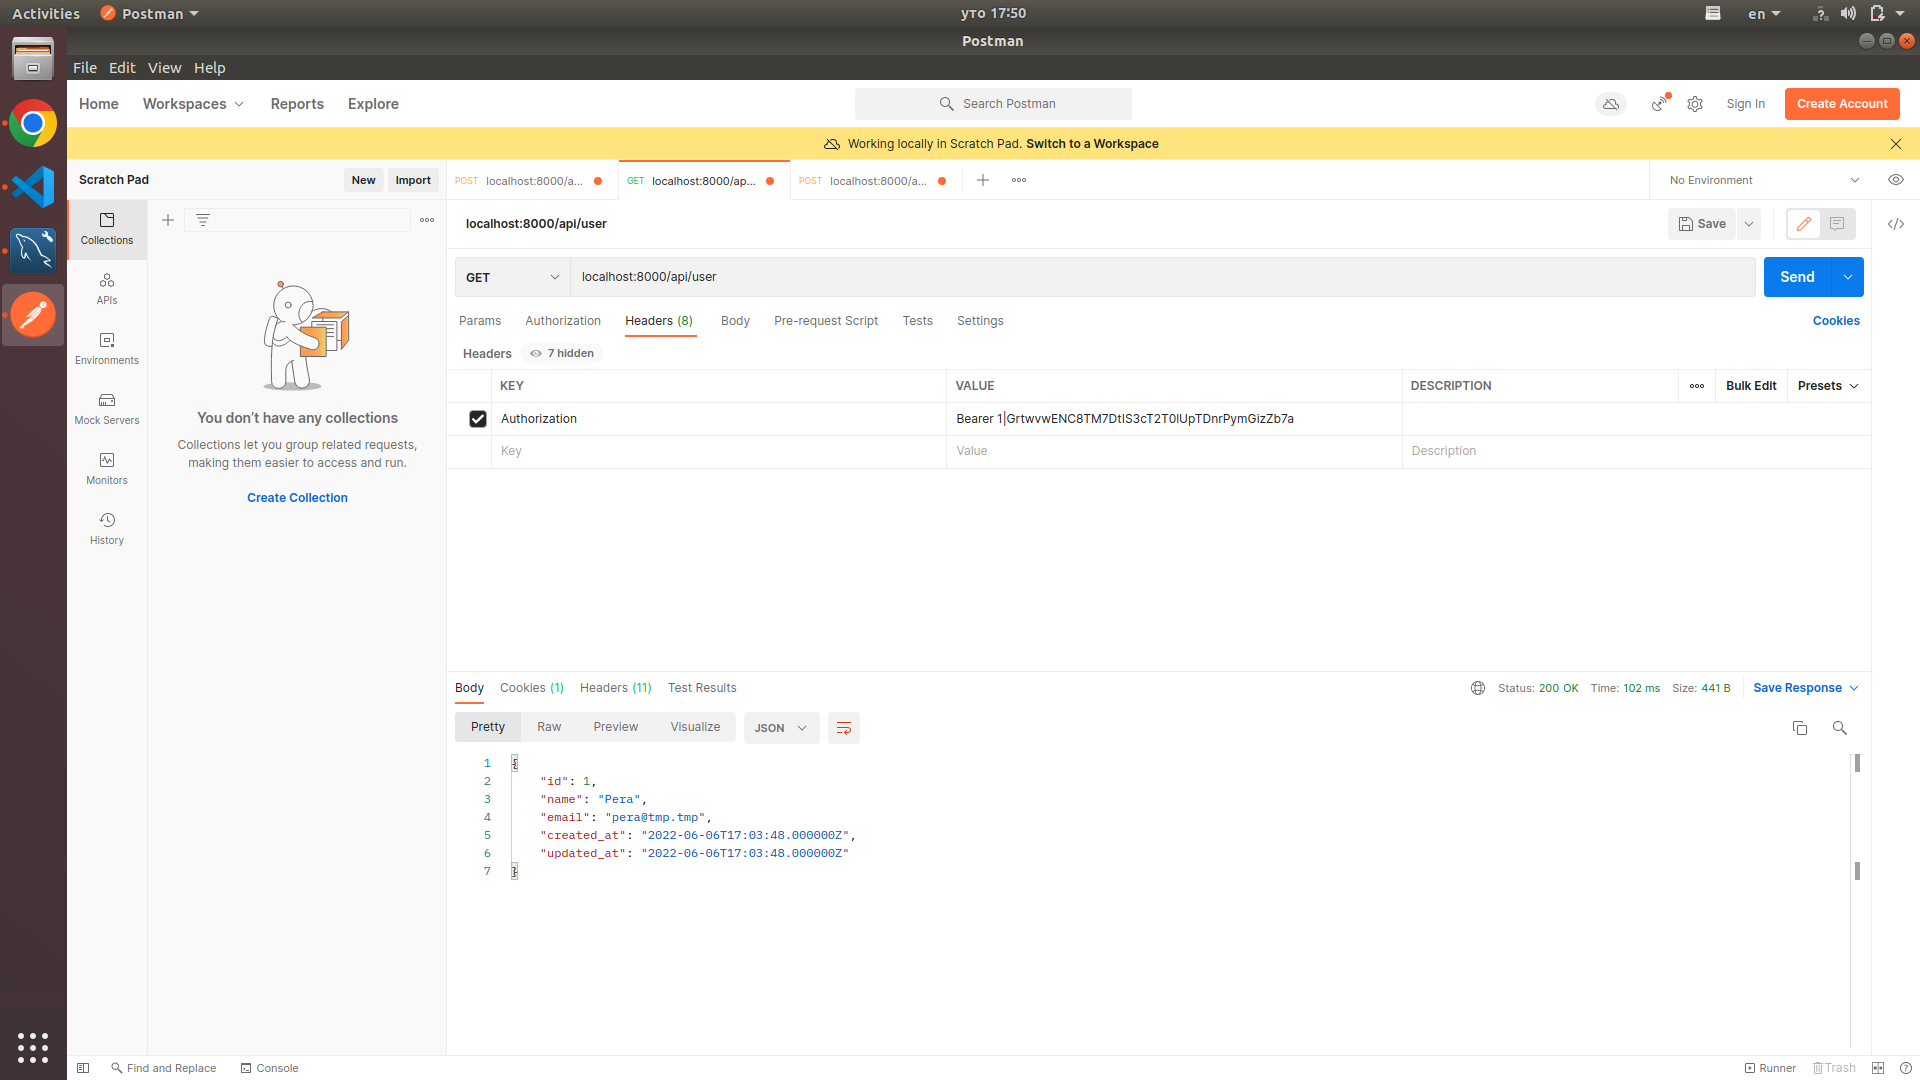 Activities Postman уто 17:50 en
Postman
File Edit View Help
Home Workspaces Reports Explore Search Postman Sign In Create Account
Working locally in Scratch Pad. Switch to a Workspace
Scratch Pad New Import POST localhost:8000/a... GET localhost:8000/ap... POST localhost:8000/a... No Environment
Collections
APIs
Environments
Mock Servers
Monitors
History
You don't have any collections
Collections let you group related requests,
making them easier to access and run.
Create Collection
localhost:8000/api/user Save
GET localhost:8000/api/user Send
Params Authorization Headers (8) Body Pre-request Script Tests Settings Cookies
Headers 7 hidden
KEY VALUE DESCRIPTION Bulk Edit Presets
Authorization Bearer 1|GrtwvwENC8TM7DtlS3cT2T0lUpTDnrPymGizZb7a
Key Value Description
Body Cookies (1) Headers (11) Test Results Status: 200 OK Time: 102 ms Size: 441 B Save Response
Pretty Raw Preview Visualize JSON
1 {
2 "id": 1,
3 "name": "Pera",
4 "email": "pera@tmp.tmp",
5 "created_at": "2022-06-06T17:03:48.000000Z",
6 "updated_at": "2022-06-06T17:03:48.000000Z"
7 }
Find and Replace Console Runner Trash